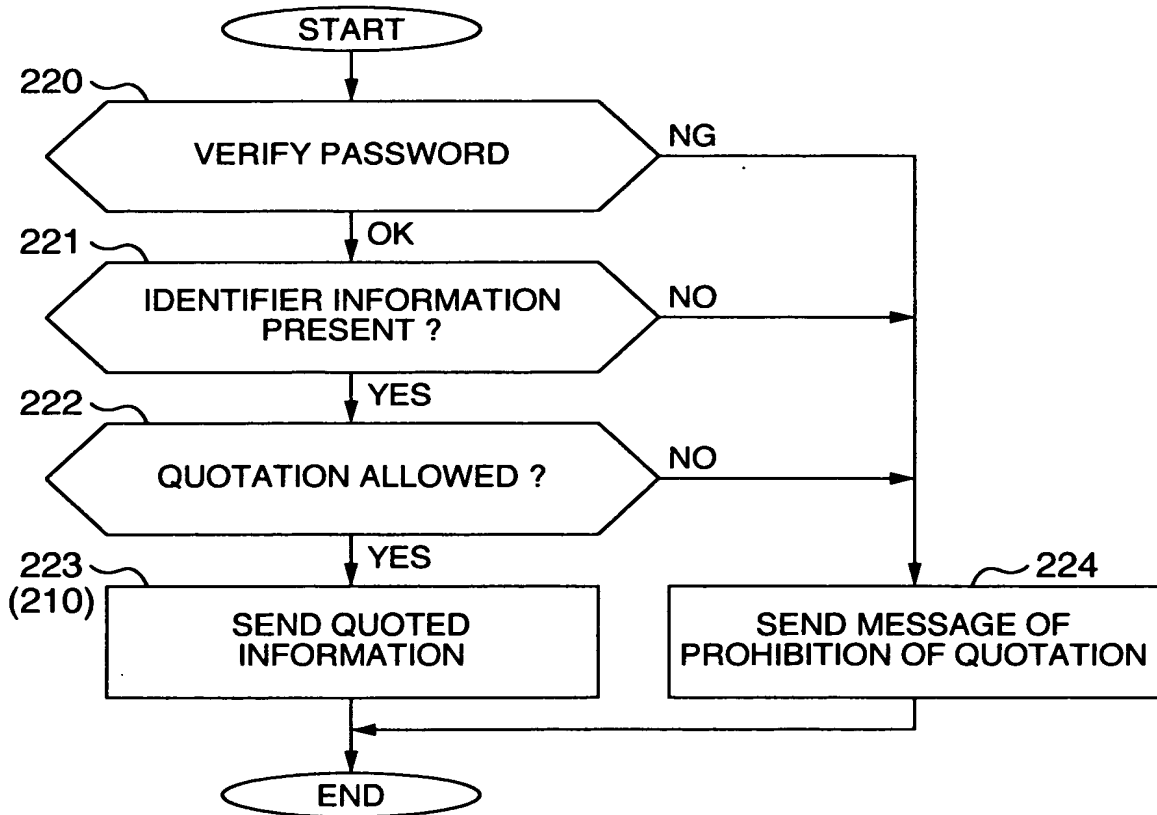 START
220
VERIFY PASSWORD
NG
OK
221
IDENTIFIER INFORMATION
PRESENT ?
NO
YES
222
QUOTATION ALLOWED ?
NO
YES
223
(210)
SEND QUOTED
INFORMATION
224
SEND MESSAGE OF
PROHIBITION OF QUOTATION
END